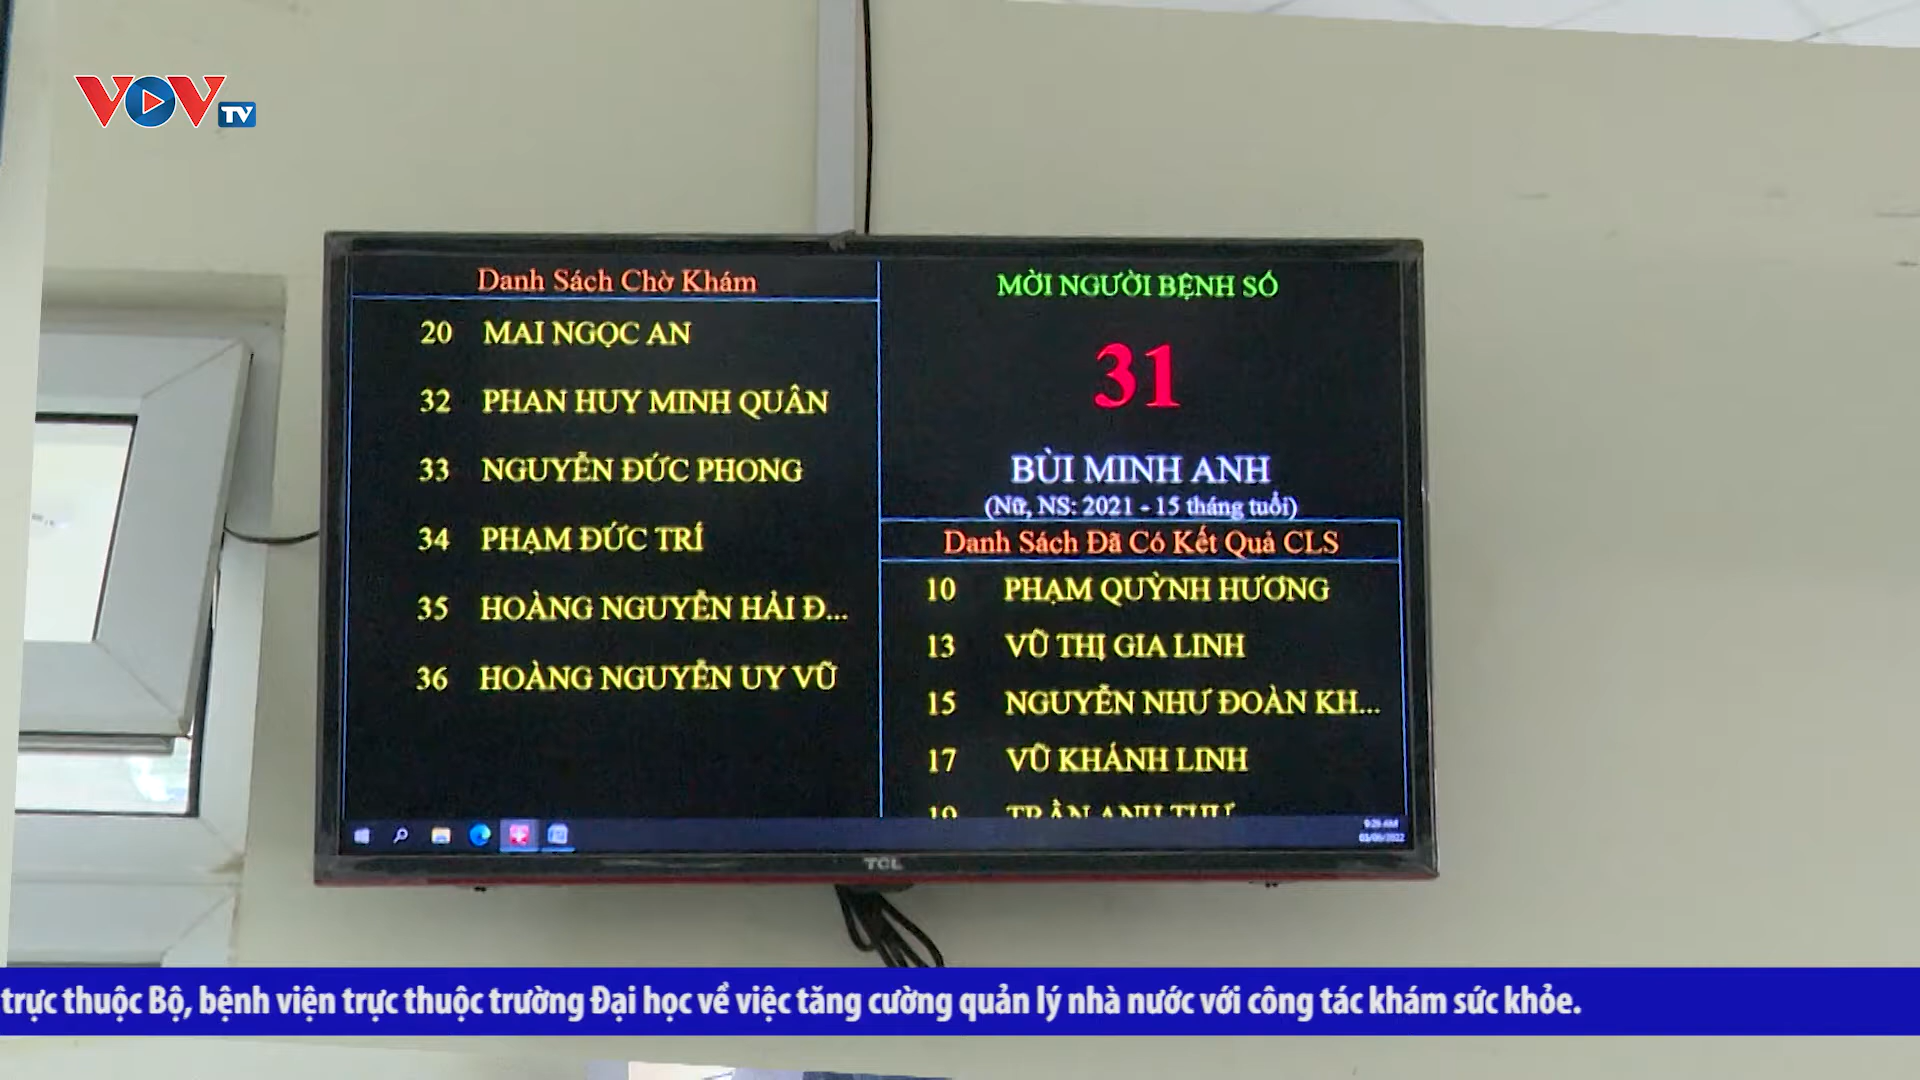 VOV TV
Danh Sách Chờ Khám
20 MAI NGỌC AN
32 PHAN HUY MINH QUÂN
33 NGUYỄN ĐỨC PHONG
34 PHẠM ĐỨC TRÍ
35 HOÀNG NGUYỄN HẢI Đ...
36 HOÀNG NGUYỄN UY VŨ
MỜI NGƯỜI BỆNH SỐ
31
BÙI MINH ANH
(Nữ, NS: 2021 - 15 tháng tuổi)
Danh Sách Đã Có Kết Quả CLS
10 PHẠM QUỲNH HƯƠNG
13 VŨ THỊ GIA LINH
15 NGUYỄN NHƯ ĐOÀN KH...
17 VŨ KHÁNH LINH
19 TRẦN ANH THƯ
TCL
trực thuộc Bộ, bệnh viện trực thuộc trường Đại học về việc tăng cường quản lý nhà nước với công tác khám sức khỏe.